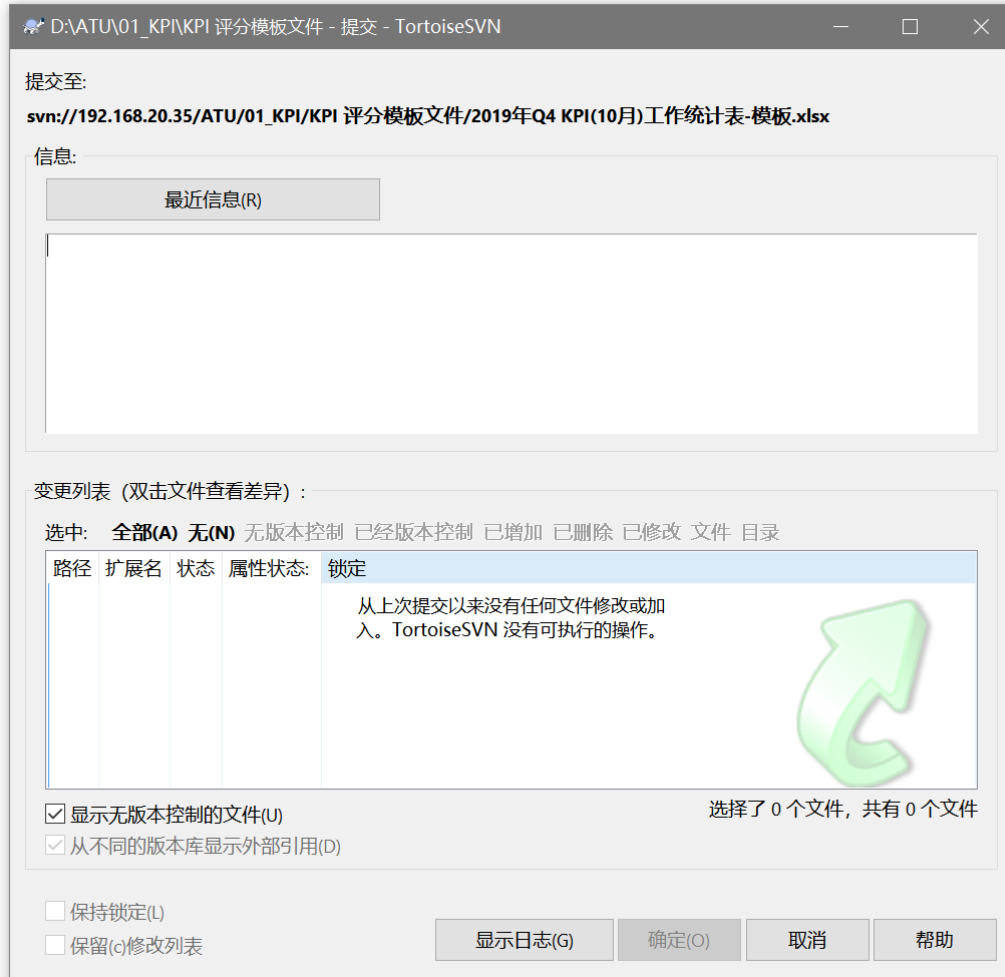 D:\ATU\01_KPI\KPI 评分模板文件 - 提交 - TortoiseSVN
提交至:
svn://192.168.20.35/ATU/01_KPI/KPI 评分模板文件/2019年Q4 KPI(10月)工作统计表-模板.xlsx
信息:
最近信息(R)
变更列表（双击文件查看差异）:
选中: 全部(A) 无(N) 无版本控制 已经版本控制 已增加 已删除 已修改 文件 目录
路径 扩展名 状态 属性状态: 锁定
从上次提交以来没有任何文件修改或加
入。TortoiseSVN 没有可执行的操作。
显示无版本控制的文件(U)
选择了 0 个文件，共有 0 个文件
从不同的版本库显示外部引用(D)
保持锁定(L)
保留(c)修改列表
显示日志(G) 确定(O) 取消 帮助